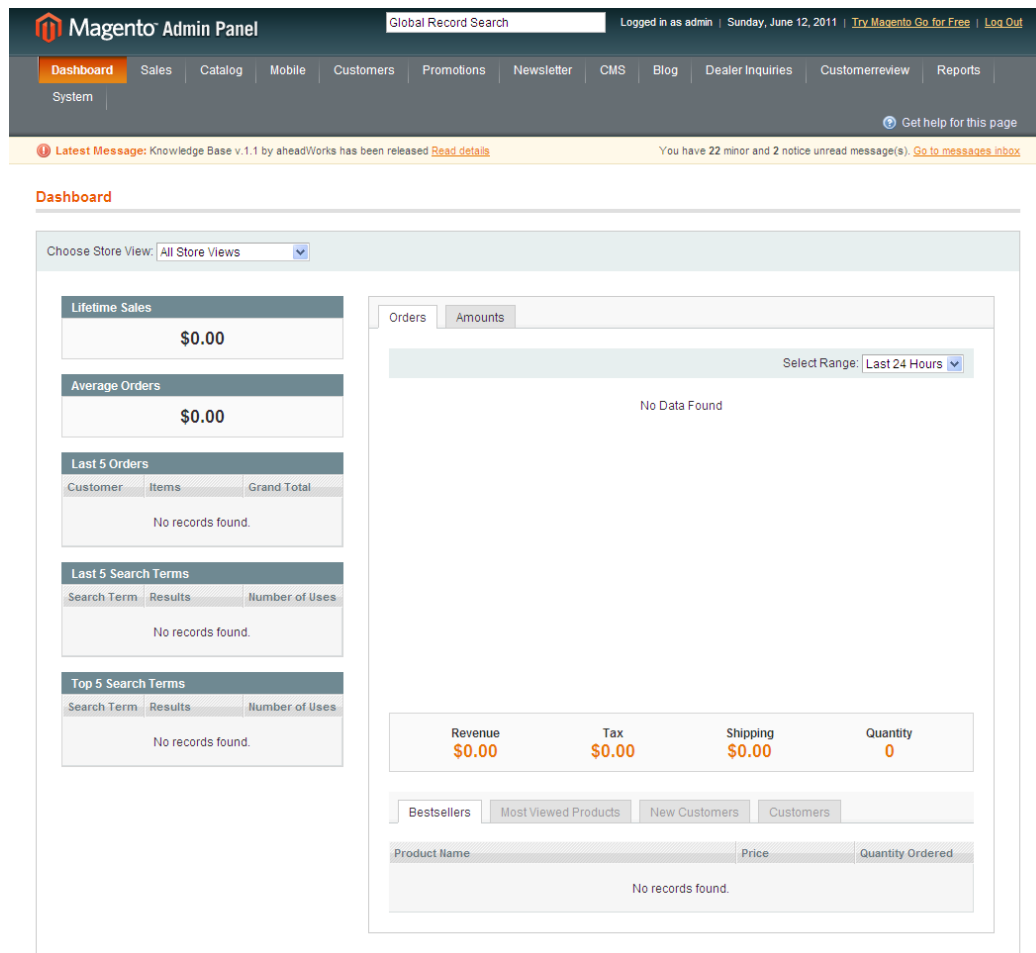 Magento Admin Panel
Global Record Search
Logged in as admin | Sunday, June 12, 2011 | Try Magento Go for Free | Log Out
Dashboard Sales Catalog Mobile Customers Promotions Newsletter CMS Blog Dealer Inquiries Customerreview Reports
System
Get help for this page
Latest Message: Knowledge Base v.1.1 by aheadWorks has been released Read details
You have 22 minor and 2 notice unread message(s). Go to messages inbox
Dashboard
Choose Store View: All Store Views
Lifetime Sales
$0.00
Average Orders
$0.00
Last 5 Orders
Customer Items Grand Total
No records found.
Last 5 Search Terms
Search Term Results Number of Uses
No records found.
Top 5 Search Terms
Search Term Results Number of Uses
No records found.
Orders Amounts
Select Range: Last 24 Hours
No Data Found
Revenue Tax Shipping Quantity
$0.00 $0.00 $0.00 0
Bestsellers Most Viewed Products New Customers Customers
Product Name Price Quantity Ordered
No records found.